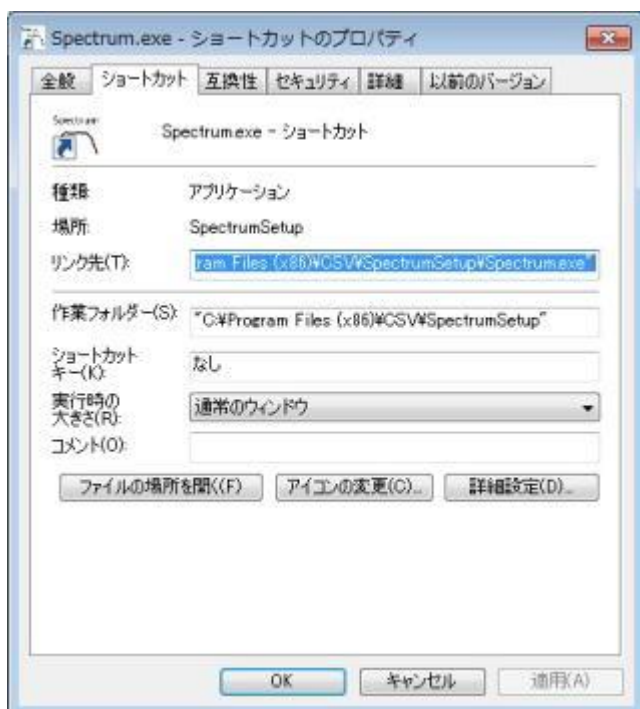 Spectrum.exe - ショートカットのプロパティ
全般 ショートカット 互換性 セキュリティ 詳細 以前のバージョン
Spectrum
Spectrum.exe - ショートカット
種類: アプリケーション
場所: SpectrumSetup
リンク先(T): ram Files (x86)¥CSV¥SpectrumSetup¥Spectrum.exe"
作業フォルダー(S): "C:¥Program Files (x86)¥CSV¥SpectrumSetup"
ショートカット
キー(K): なし
実行時の
大きさ(R): 通常のウィンドウ
コメント(O):
ファイルの場所を開く(F) アイコンの変更(C)... 詳細設定(D)...
OK キャンセル 適用(A)